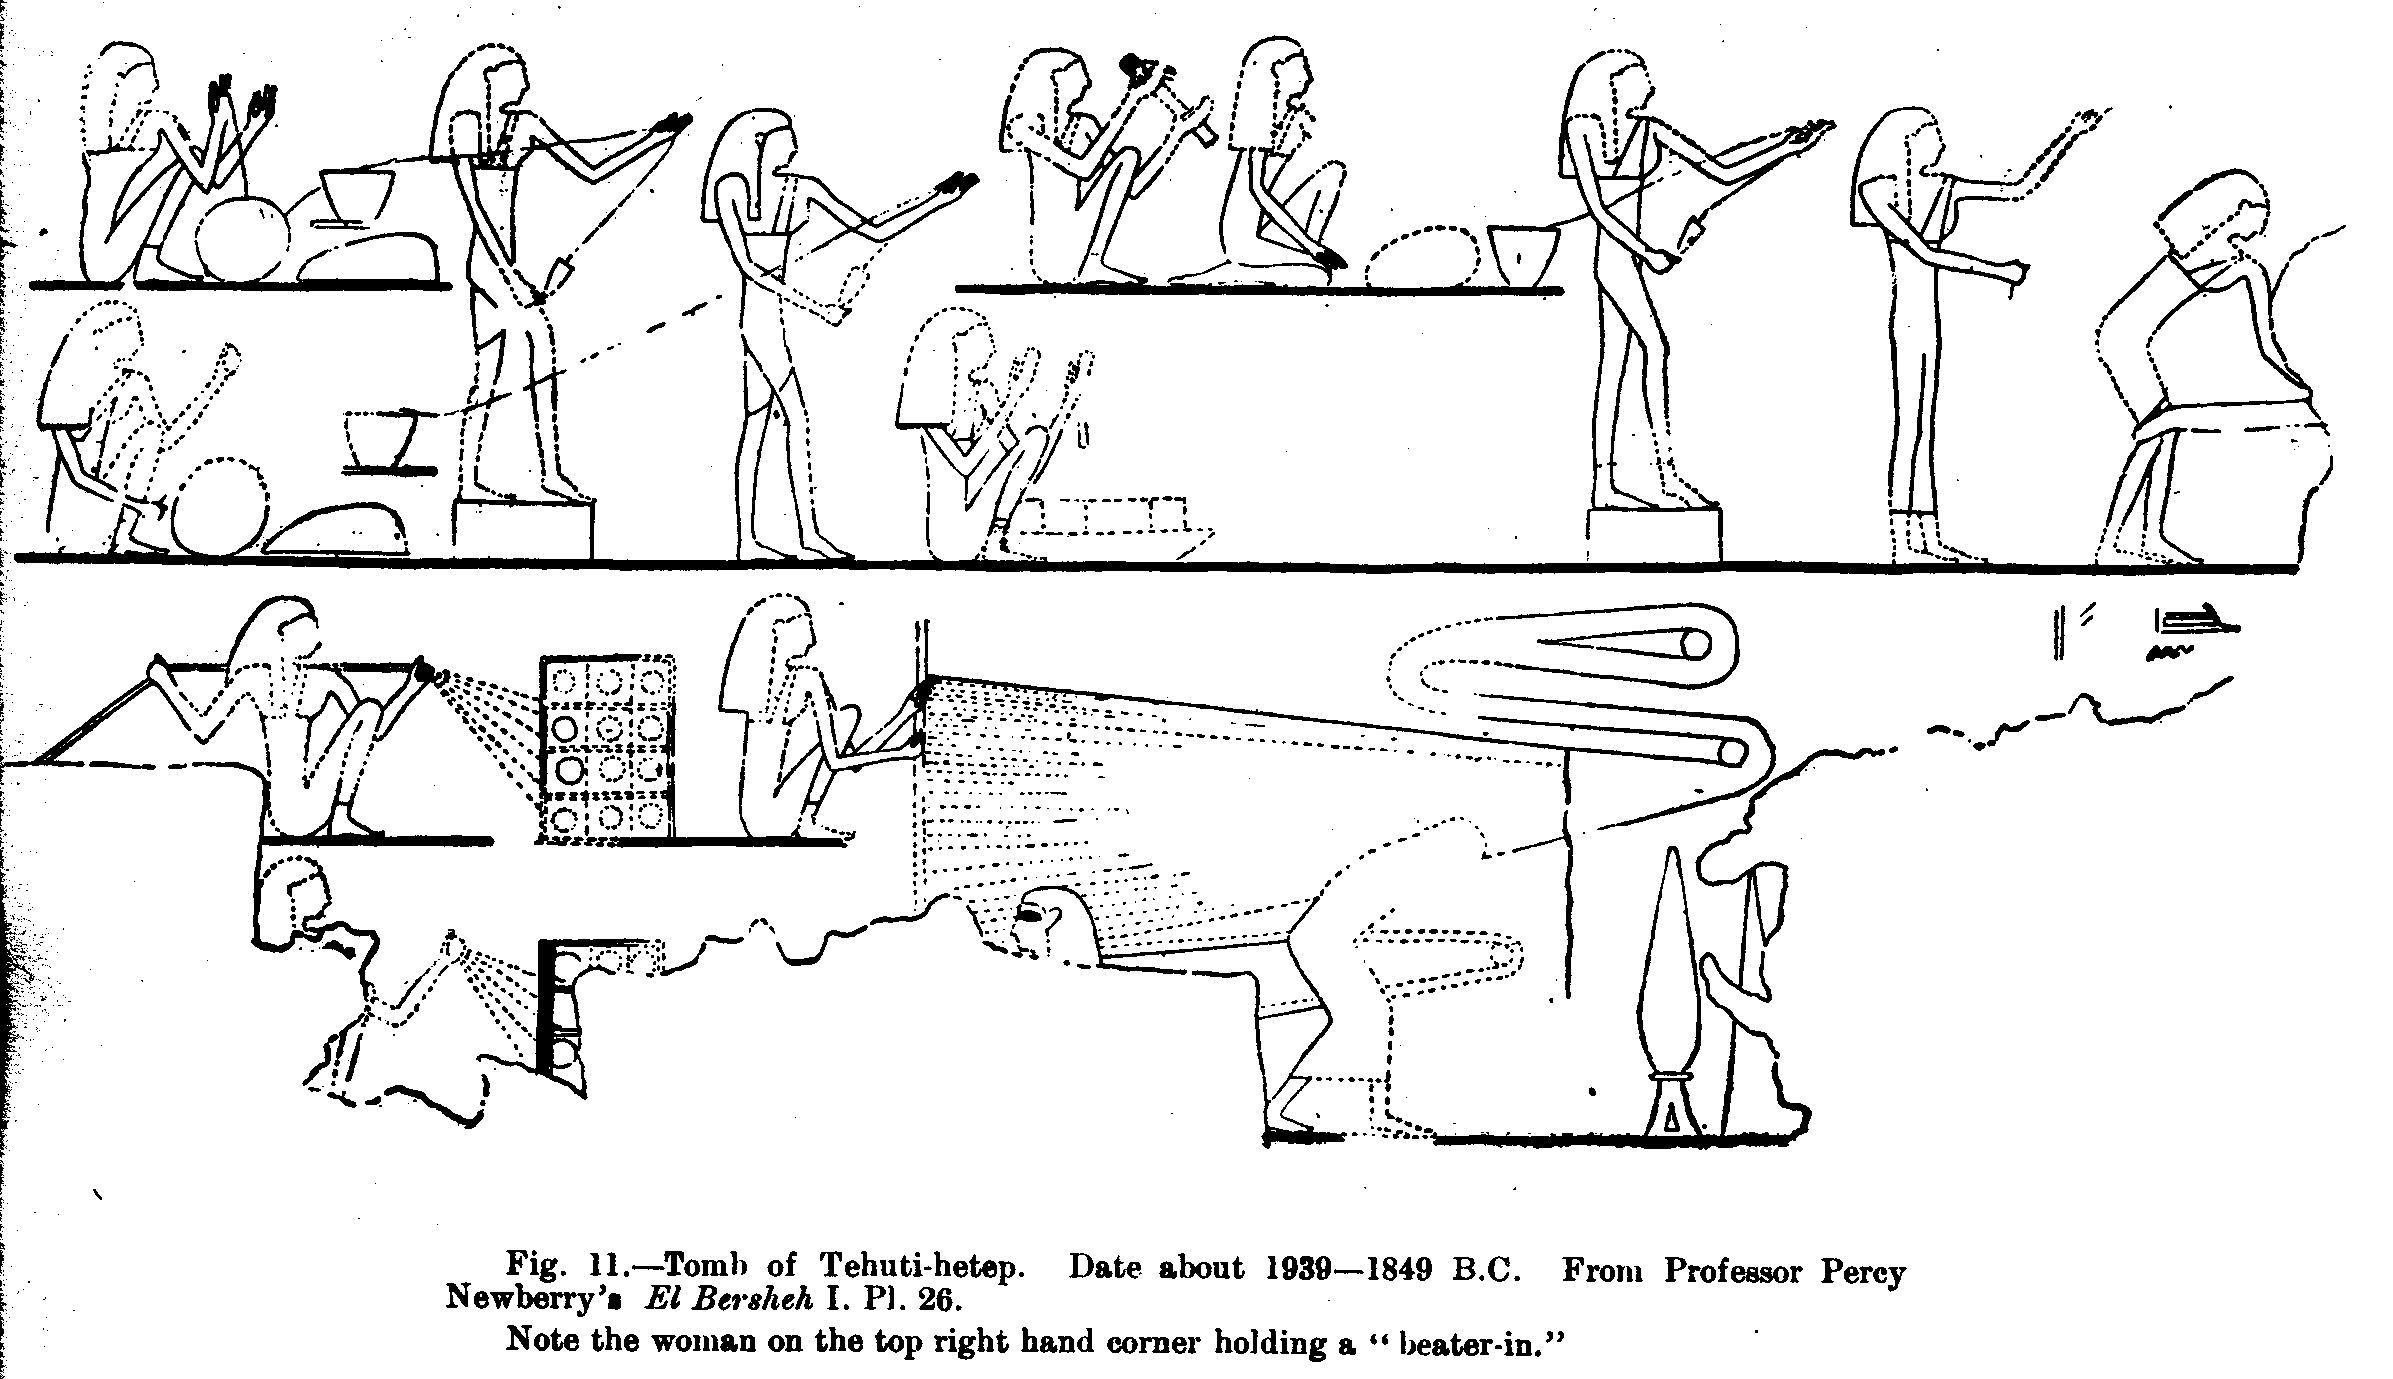 Fig. 11.—Tomb of Tehuti-hetep. Date about 1939—1849 B.C. From Professor Percy
Newberry's El Bersheh I. Pl. 26.
Note the woman on the top right hand corner holding a “ beater-in.”